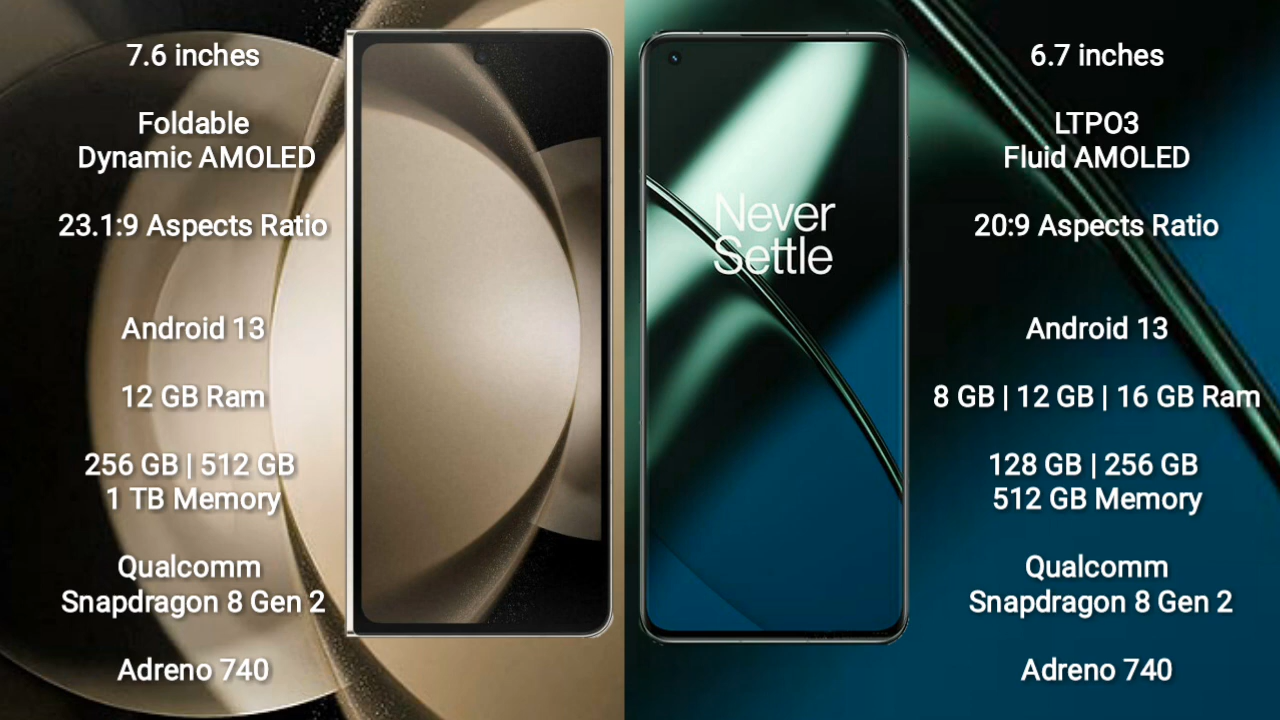 7.6 inches
Foldable
Dynamic AMOLED
23.1:9 Aspects Ratio
Android 13
12 GB Ram
256 GB | 512 GB
1 TB Memory
Qualcomm
Snapdragon 8 Gen 2
Adreno 740
Never
Settle
6.7 inches
LTPO3
Fluid AMOLED
20:9 Aspects Ratio
Android 13
8 GB | 12 GB | 16 GB Ram
128 GB | 256 GB
512 GB Memory
Qualcomm
Snapdragon 8 Gen 2
Adreno 740